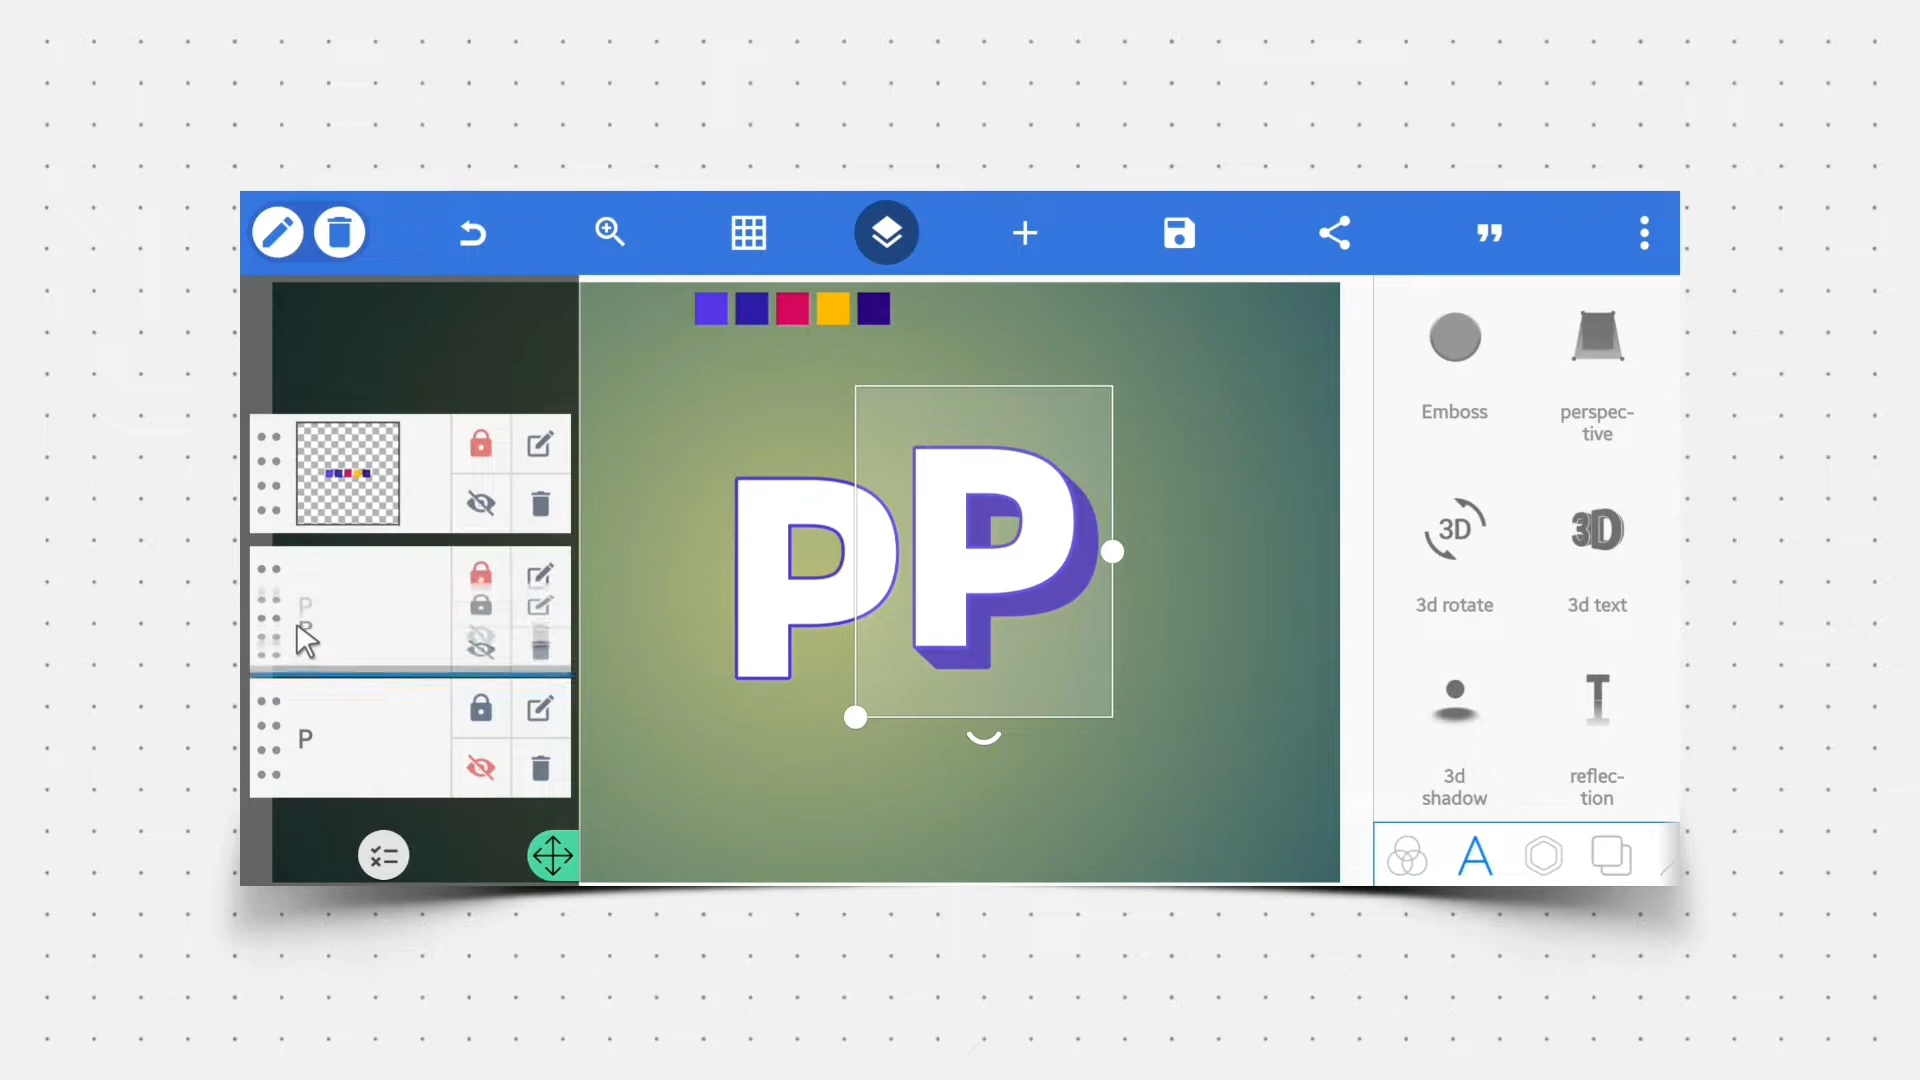 Emboss
perspec-
tive
P
P
P
P
3D
3D
3d rotate
3d text
P
3d
shadow
reflec-
tion